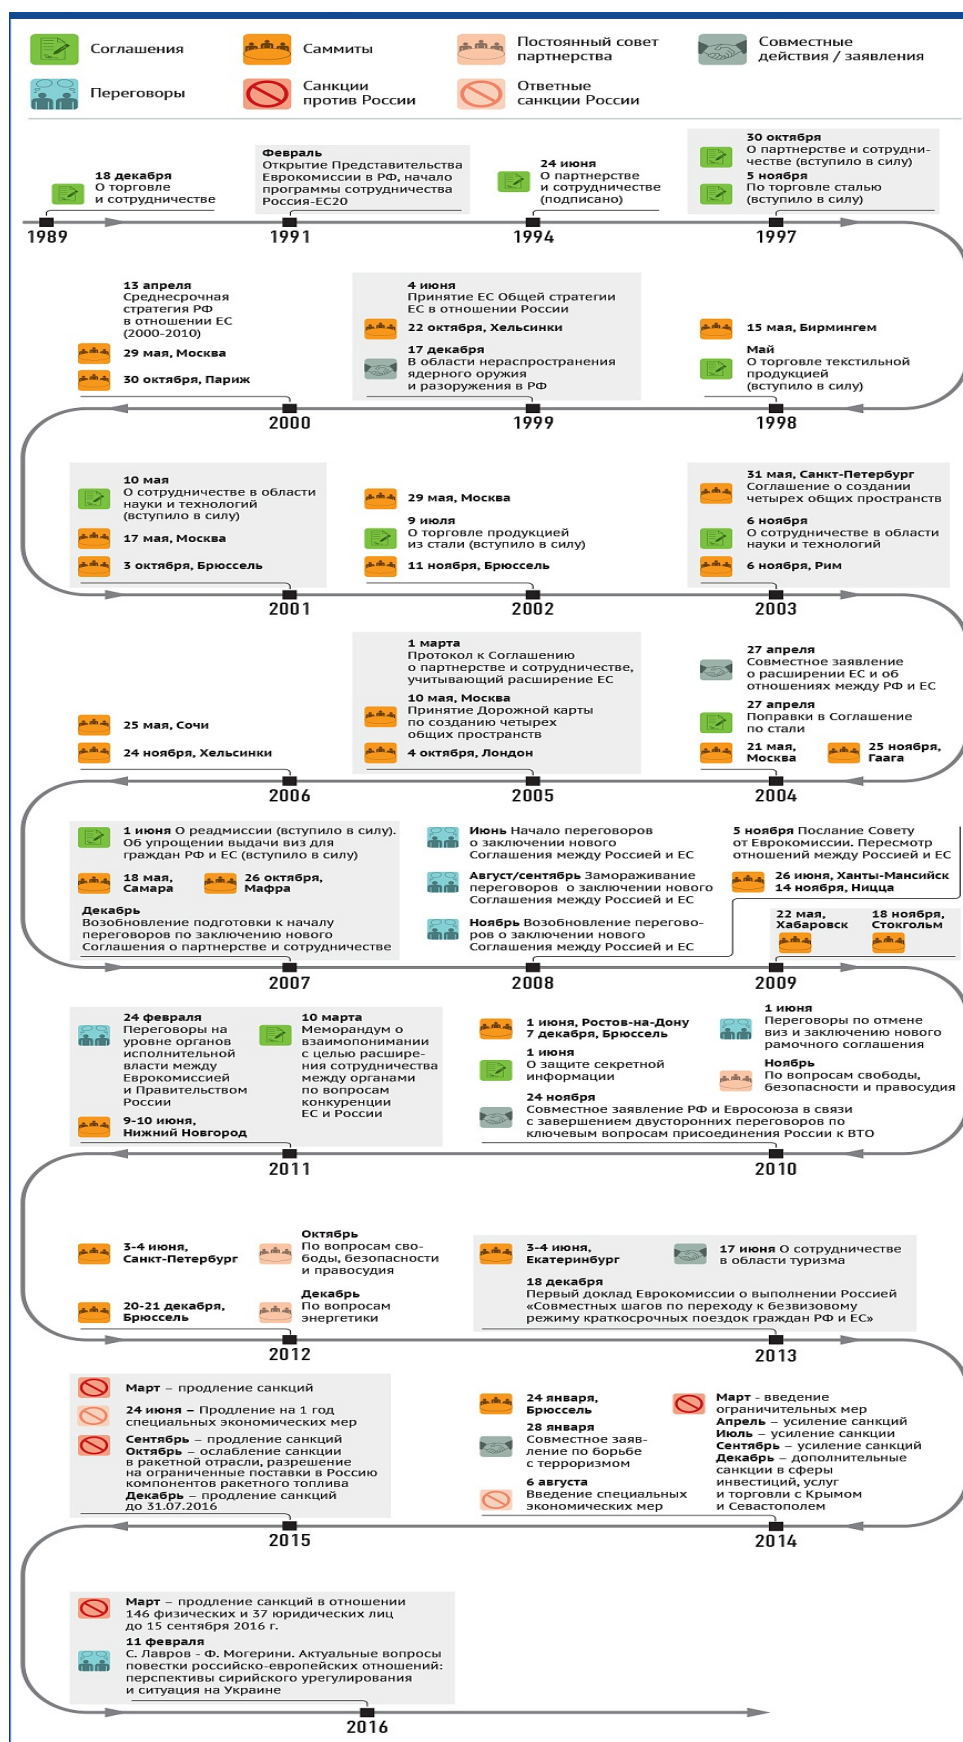 Соглашения
Саммиты
Постоянный совет
партнерства
Совместные
действия / заявления
Переговоры
Санкции
против России
Ответные
санкции России
18 декабря
О торговле
и сотрудничестве
1989
Февраль
Открытие Представительства
Еврокомиссии в РФ, начало
программы сотрудничества
Россия-ЕС20
1991
24 июня
О партнерстве
и сотрудничестве
(подписано)
1994
30 октября
О партнерстве и сотрудни-
честве (вступило в силу)
5 ноября
По торговле сталью
(вступило в силу)
1997
13 апреля
Среднесрочная
стратегия РФ
в отношении ЕС
(2000-2010)
29 мая, Москва
30 октября, Париж
2000
4 июня
Принятие ЕС Общей стратегии
ЕС в отношении России
22 октября, Хельсинки
17 декабря
В области нераспространения
ядерного оружия
и разоружения в РФ
1999
15 мая, Бирмингем
Май
О торговле текстильной
продукцией
(вступило в силу)
1998
10 мая
О сотрудничестве в области
науки и технологий
(вступило в силу)
17 мая, Москва
3 октября, Брюссель
2001
29 мая, Москва
9 июля
О торговле продукцией
из стали (вступило в силу)
11 ноября, Брюссель
2002
31 мая, Санкт-Петербург
Соглашение о создании
четырех общих пространств
6 ноября
О сотрудничестве в области
науки и технологий
6 ноября, Рим
2003
25 мая, Сочи
24 ноября, Хельсинки
2006
1 марта
Протокол к Соглашению
о партнерстве и сотрудничестве,
учитывающий расширение ЕС
10 мая, Москва
Принятие Дорожной карты
по созданию четырех
общих пространств
4 октября, Лондон
2005
27 апреля
Совместное заявление
о расширении ЕС и об
отношениях между РФ и ЕС
27 апреля
Поправки в Соглашение
по стали
21 мая,
Москва
25 ноября,
Гаага
2004
1 июня О реадмиссии (вступило в силу).
Об упрощении выдачи виз для
граждан РФ и ЕС (вступило в силу)
18 мая,
Самара
26 октября,
Мафра
Декабрь
Возобновление подготовки к началу
переговоров по заключению нового
Соглашения о партнерстве и сотрудничестве
2007
Июнь Начало переговоров
о заключении нового
Соглашения между Россией и ЕС
Август/сентябрь Замораживание
переговоров о заключении нового
Соглашения между Россией и ЕС
Ноябрь Возобновление перегово-
ров о заключении нового
Соглашения между Россией и ЕС
5 ноября Послание Совету
от Еврокомиссии. Пересмотр
отношений между Россией и ЕС
26 июня, Ханты-Мансийск
14 ноября, Ницца
2008
22 мая,
Хабаровск
18 ноября,
Стокгольм
2009
24 февраля
Переговоры на
уровне органов
исполнительной
власти между
Еврокомиссией
и Правительством
России
9-10 июня,
Нижний Новгород
10 марта
Меморандум о
взаимопонимании
с целью расшире-
ния сотрудничества
между органами
по вопросам
конкуренции
ЕС и России
2011
1 июня, Ростов-на-Дону
7 декабря, Брюссель
1 июня
О защите секретной
информации
24 ноября
Совместное заявление РФ и Евросоюза в связи
с завершением двусторонних переговоров по
ключевым вопросам присоединения России к ВТО
1 июня
Переговоры по отмене
виз и заключению нового
рамочного соглашения
Ноябрь
По вопросам свободы,
безопасности и правосудия
2010
3-4 июня,
Санкт-Петербург
20-21 декабря,
Брюссель
Октябрь
По вопросам сво-
боды, безопасности
и правосудия
Декабрь
По вопросам
энергетики
2012
3-4 июня,
Екатеринбург
17 июня О сотрудничестве
в области туризма
18 декабря
Первый доклад Еврокомиссии о выполнении Россией
«Совместных шагов по переходу к безвизовому
режиму краткосрочных поездок граждан РФ и ЕС»
2013
Март – продление санкций
24 июня – Продление на 1 год
специальных экономических мер
Сентябрь – продление санкций
Октябрь – ослабление санкции
в ракетной отрасли, разрешение
на ограниченные поставки в Россию
компонентов ракетного топлива
Декабрь – продление санкций
до 31.07.2016
2015
24 января,
Брюссель
28 января
Совместное заяв-
ление по борьбе
с терроризмом
6 августа
Введение специальных
экономических мер
Март - введение
ограничительных мер
Апрель – усиление санкций
Июль – усиление санкции
Сентябрь – усиление санкций
Декабрь – дополнительные
санкции в сферы
инвестиций, услуг
и торговли с Крымом
и Севастополем
2014
Март – продление санкций в отношении
146 физических и 37 юридических лиц
до 15 сентября 2016 г.
11 февраля
С. Лавров - Ф. Могерини. Актуальные вопросы
повестки российско-европейских отношений:
перспективы сирийского урегулирования
и ситуация на Украине
2016